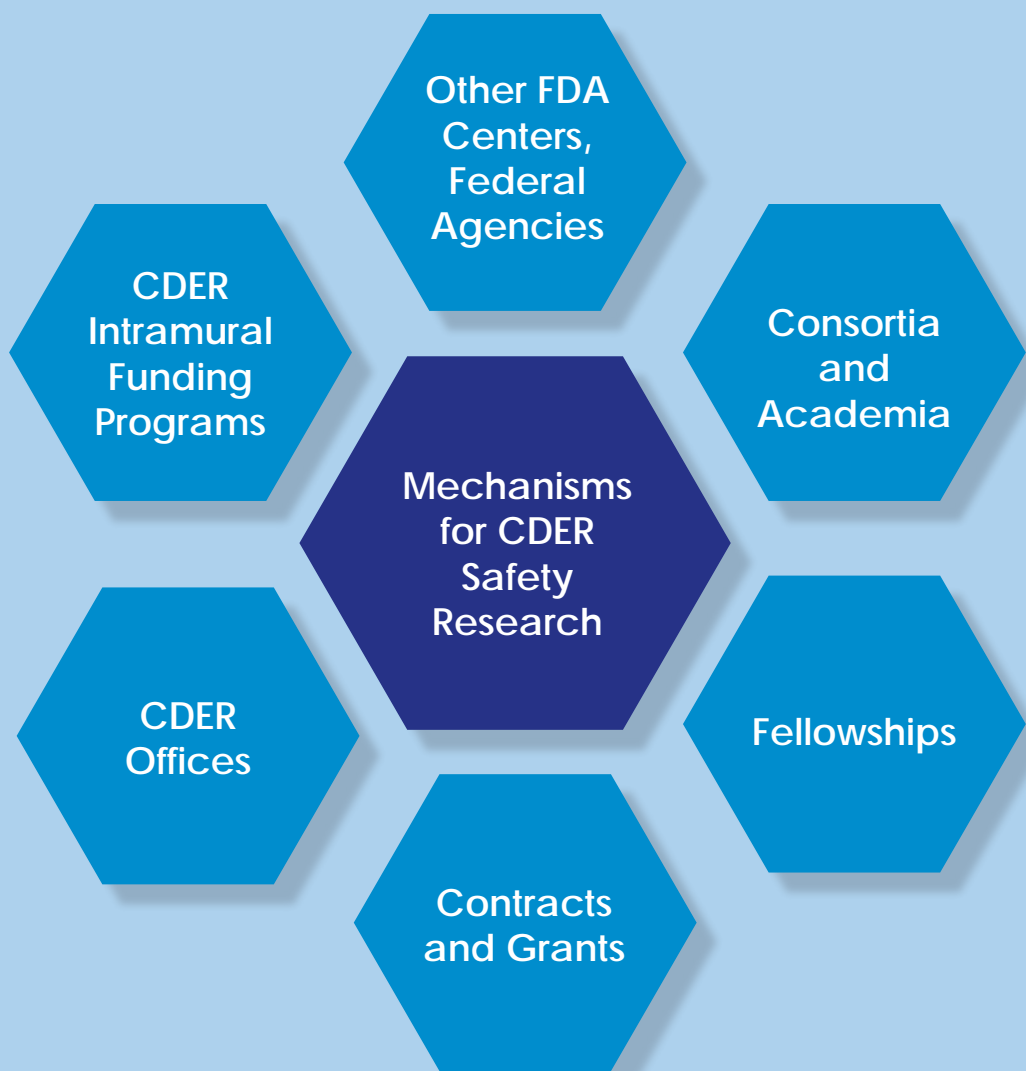 Other FDA
Centers,
Federal
Agencies
CDER
Intramural
Funding
Programs
Consortia
and
Academia
Mechanisms
for CDER
Safety
Research
CDER
Offices
Fellowships
Contracts
and Grants